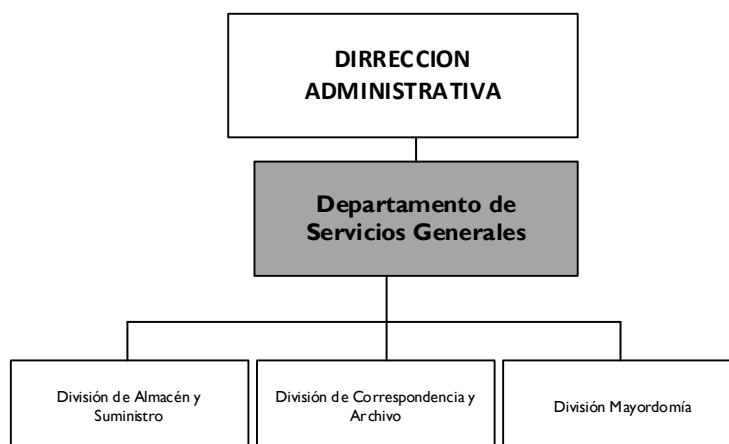 DIRRECCION
ADMINISTRATIVA
Departamento de
Servicios Generales
División de Almacén y
Suministro
División de Correspondencia y
Archivo
División Mayordomía